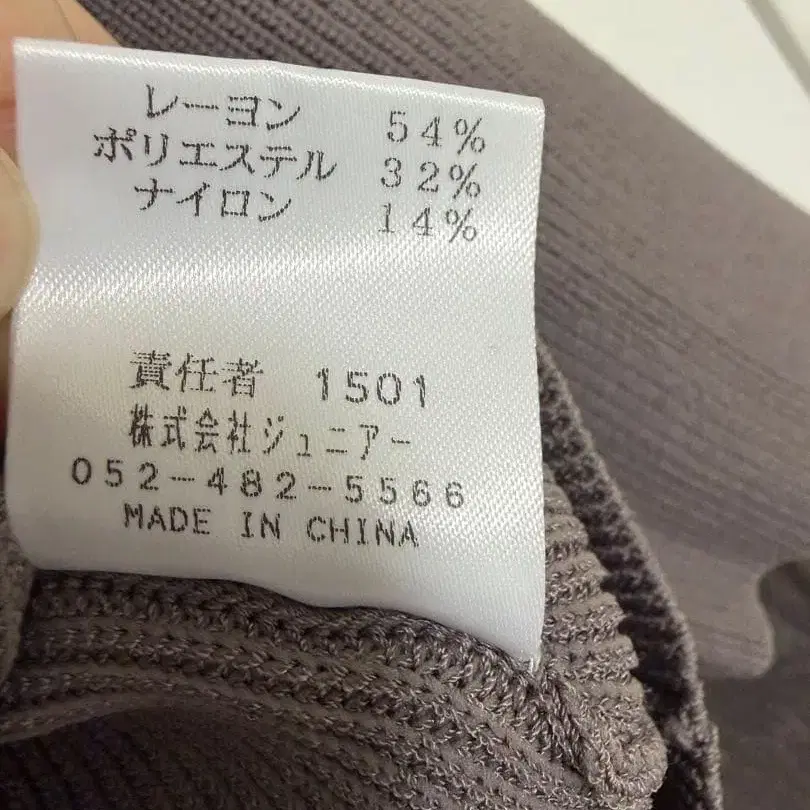 レーヨン 54%
ポリエステル 32%
ナイロン 14%
責任者 1501
株式会社ジュニアー
052-482-5566
MADE IN CHINA